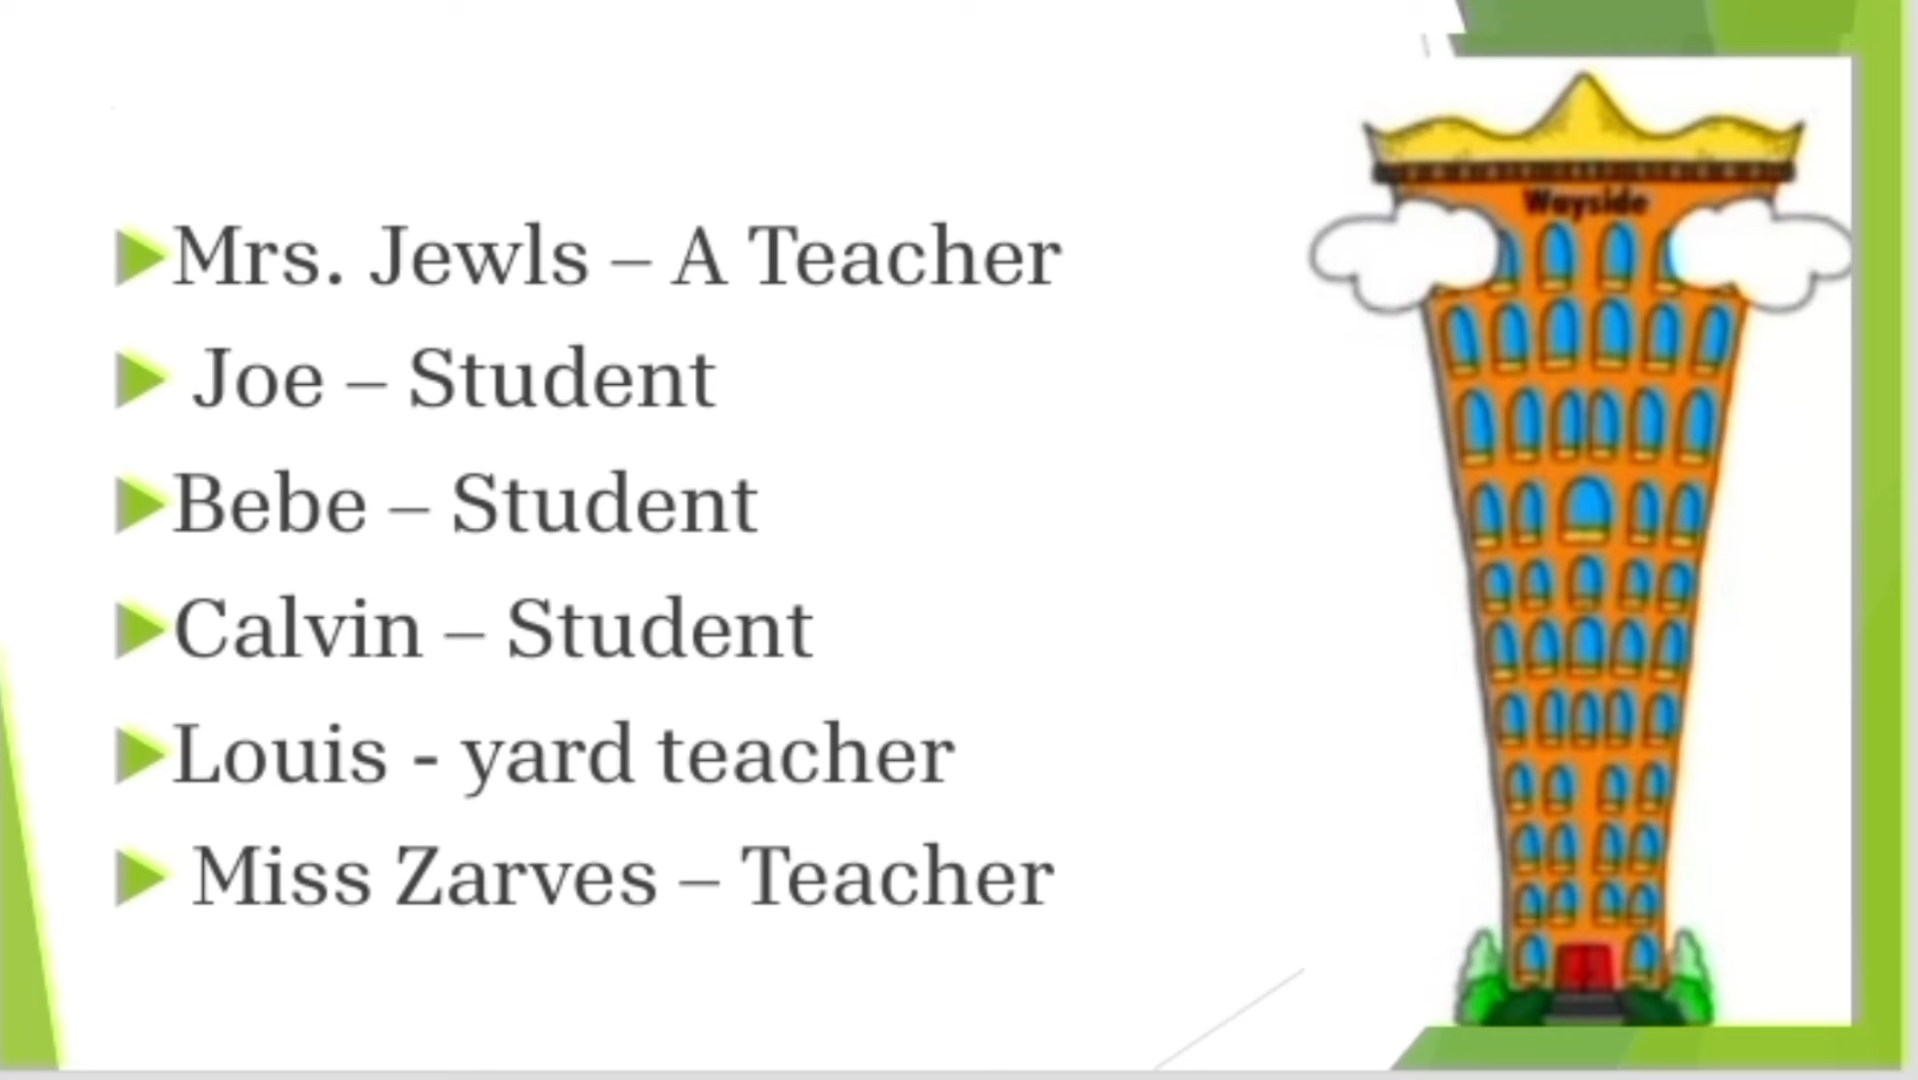 Wayside
Mrs. Jewls – A Teacher
Joe – Student
Bebe – Student
Calvin – Student
Louis - yard teacher
Miss Zarves – Teacher